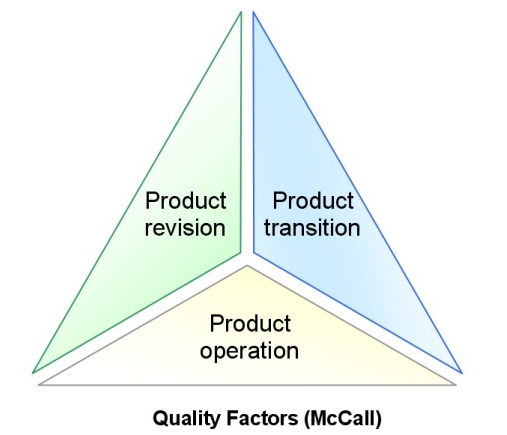 Product
revision
Product
transition
Product
operation
Quality Factors (McCall)